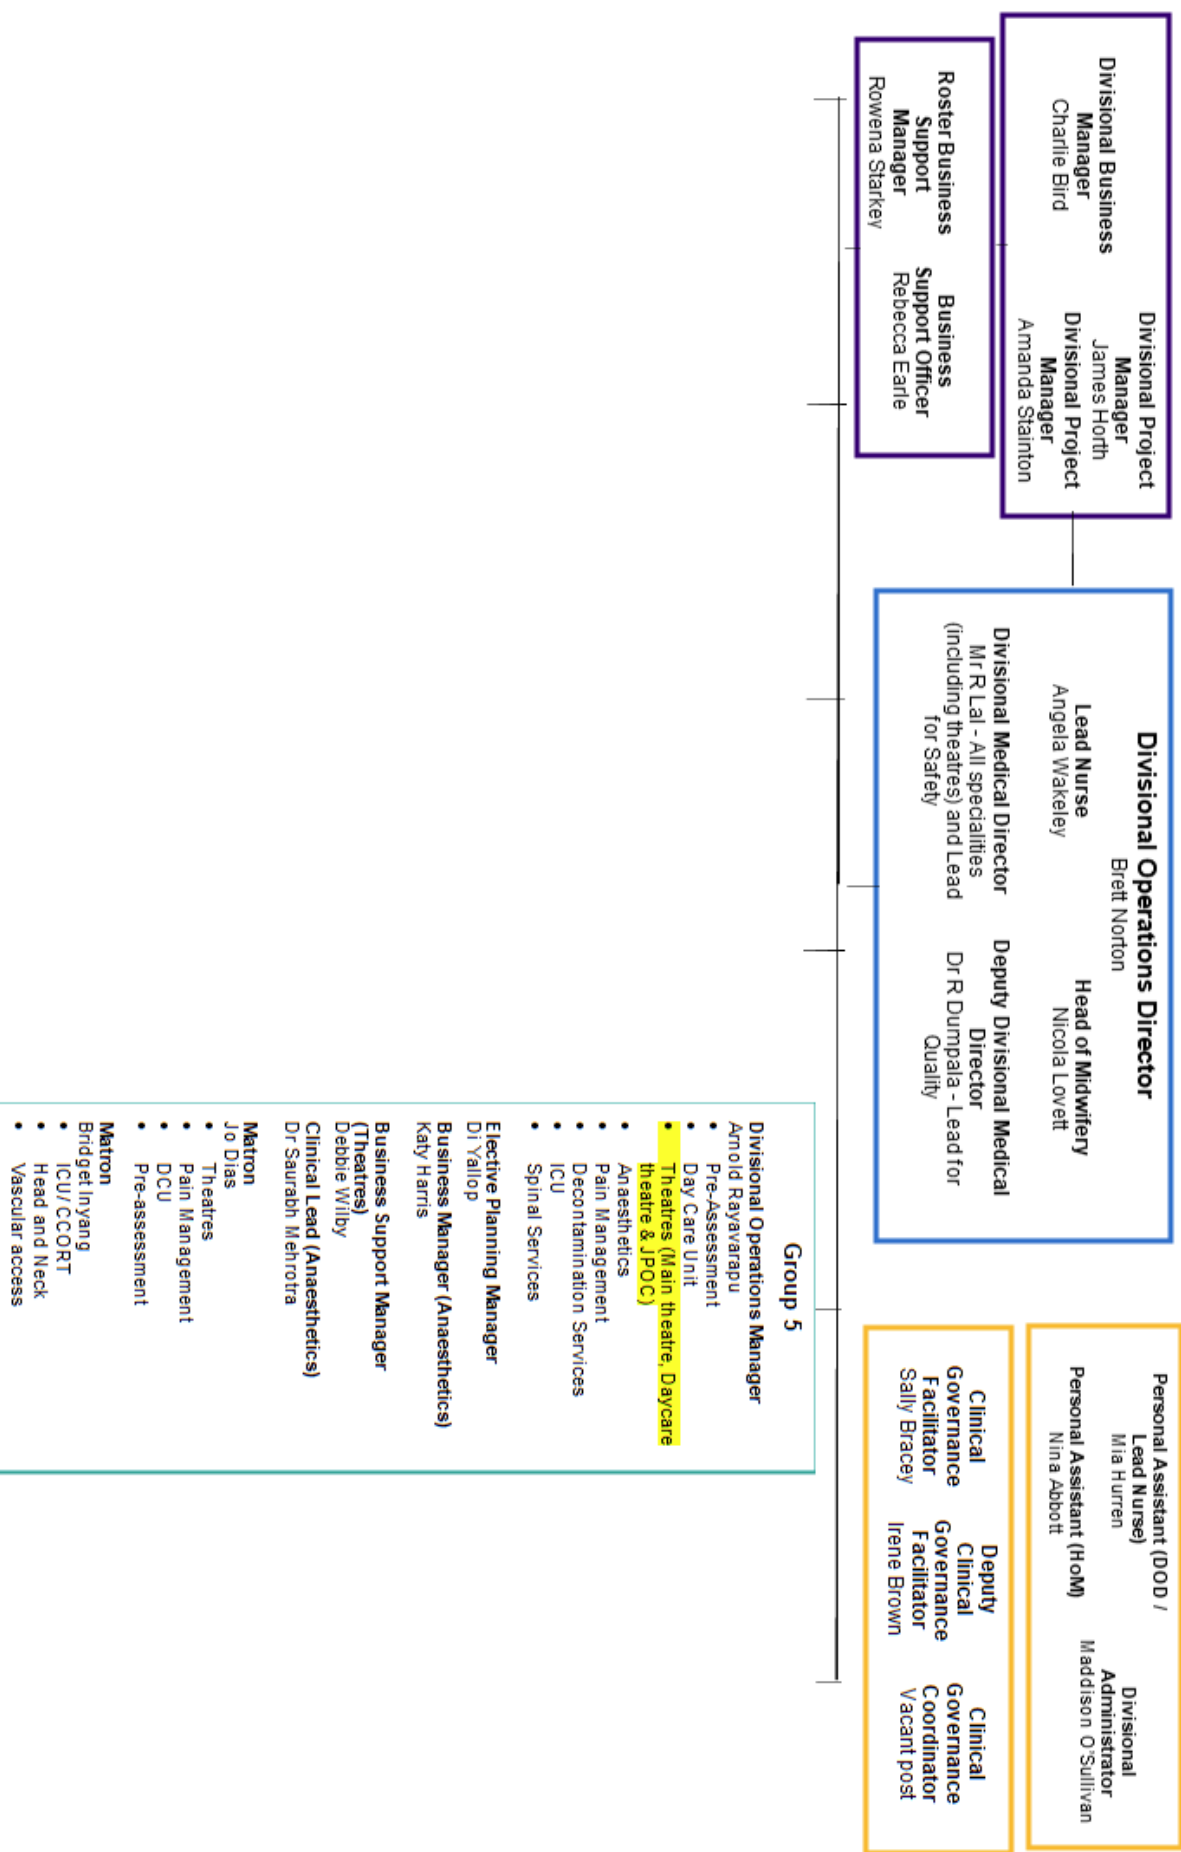 Divisional Business
Manager
Charlie Bird
Divisional Project
Manager
James Horth
Divisional Project
Manager
Amanda Stainton
Roster Business
Support
Manager
Rowena Starkey
Business
Support Officer
Rebecca Earle
Divisional Operations Director
Brett Norton
Lead Nurse
Angela Wakeley
Head of Midwifery
Nicola Lovett
Divisional Medical Director
Mr R Lal - All specialities
(including theatres) and Lead
for Safety
Deputy Divisional Medical
Director
Dr R Dumpala - Lead for
Quality
Personal Assistant (DOD /
Lead Nurse)
Mia Hurren
Personal Assistant (HoM)
Nina Abbott
Divisional
Administrator
Maddison O'Sullivan
Clinical
Governance
Facilitator
Sally Bracey
Deputy
Clinical
Governance
Facilitator
Irene Brown
Clinical
Governance
Coordinator
Vacant post
Group 5
Divisional Operations Manager
Arnold Rayavarapu
• Pre-Assessment
• Day Care Unit
• Theatres (Main theatre, Daycare
theatre & JPOC)
• Anaesthetics
• Pain Management
• Decontamination Services
• ICU
• Spinal Services
Elective Planning Manager
Di Yallop
Business Manager (Anaesthetics)
Katy Harris
Business Support Manager
(Theatres)
Debbie Wilby
Clinical Lead (Anaesthetics)
Dr Saurabh Mehrotra
Matron
Jo Dias
• Theatres
• Pain Management
• DCU
• Pre-assessment
Matron
Bridget Inyang
• ICU/ CCORT
• Head and Neck
• Vascular access